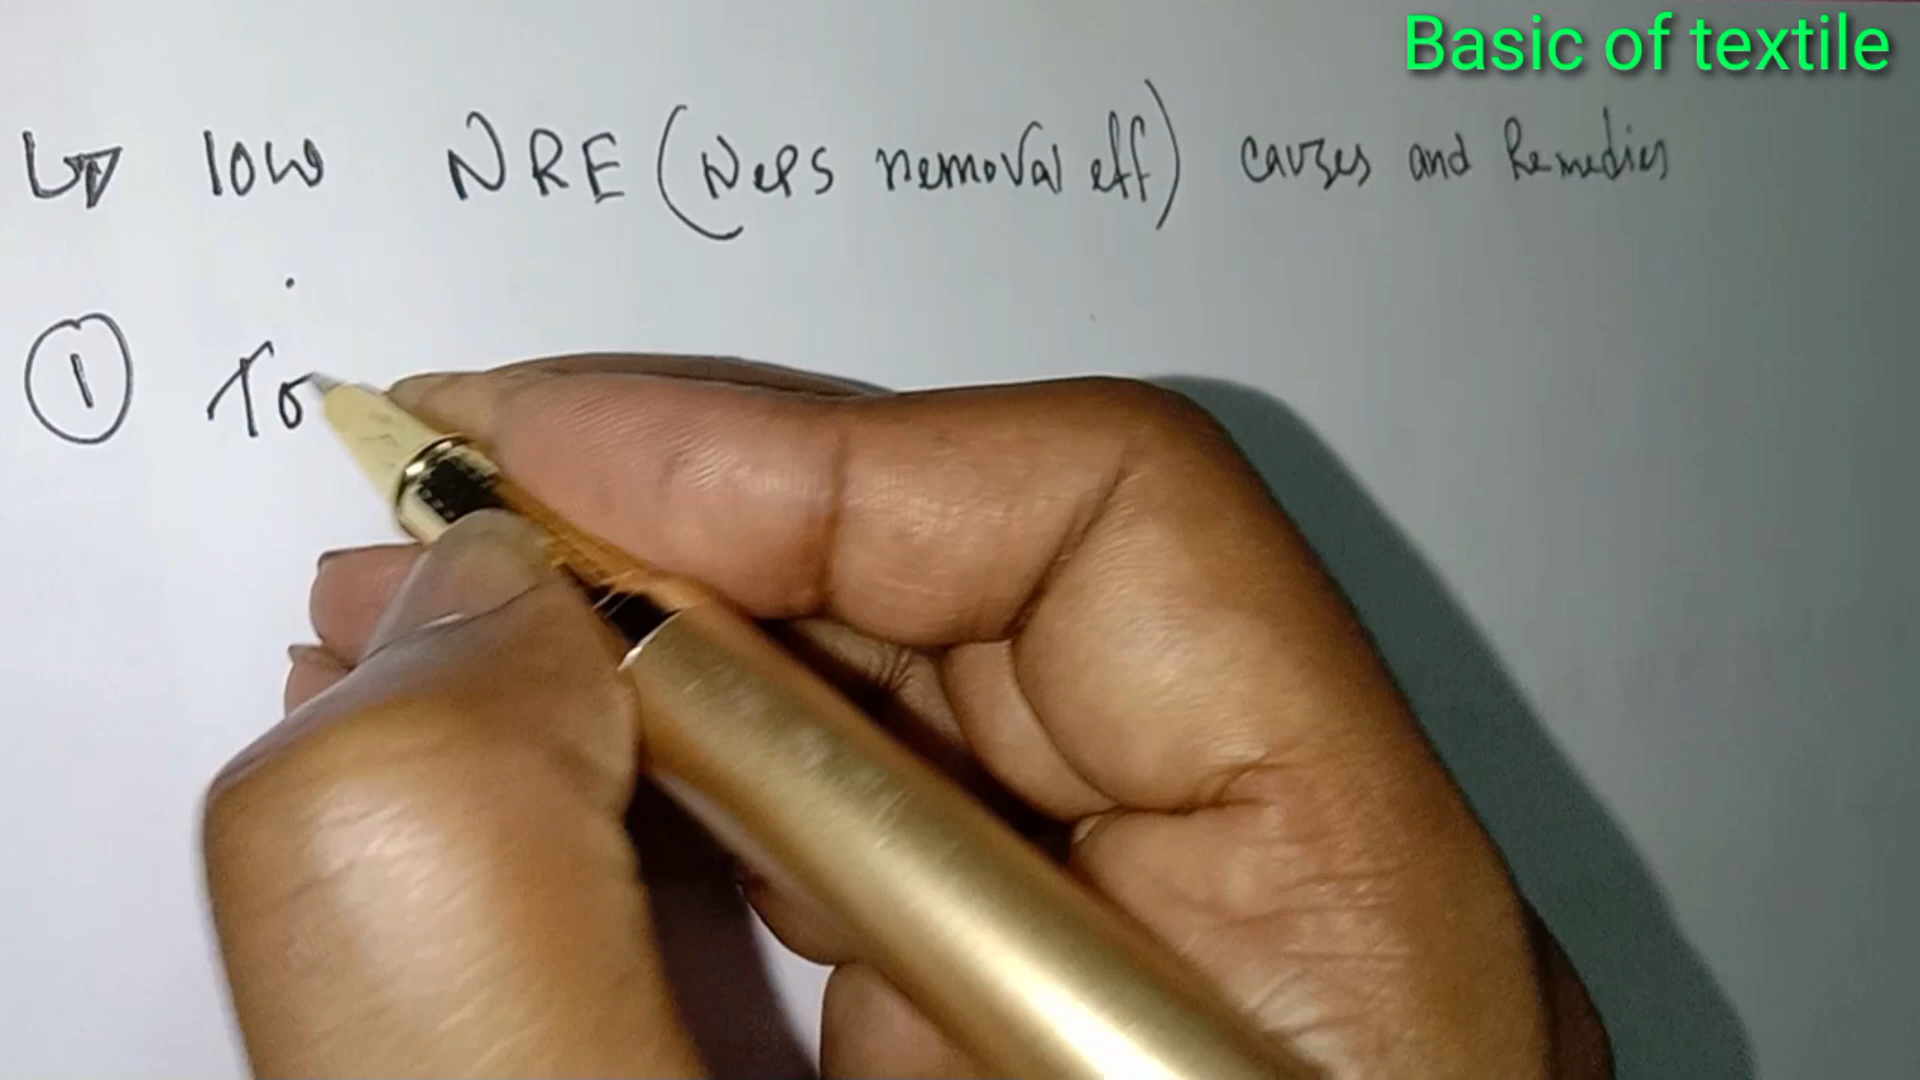 Basic of textile
low NRE (Neps removal eff) causes and Remedies
① To